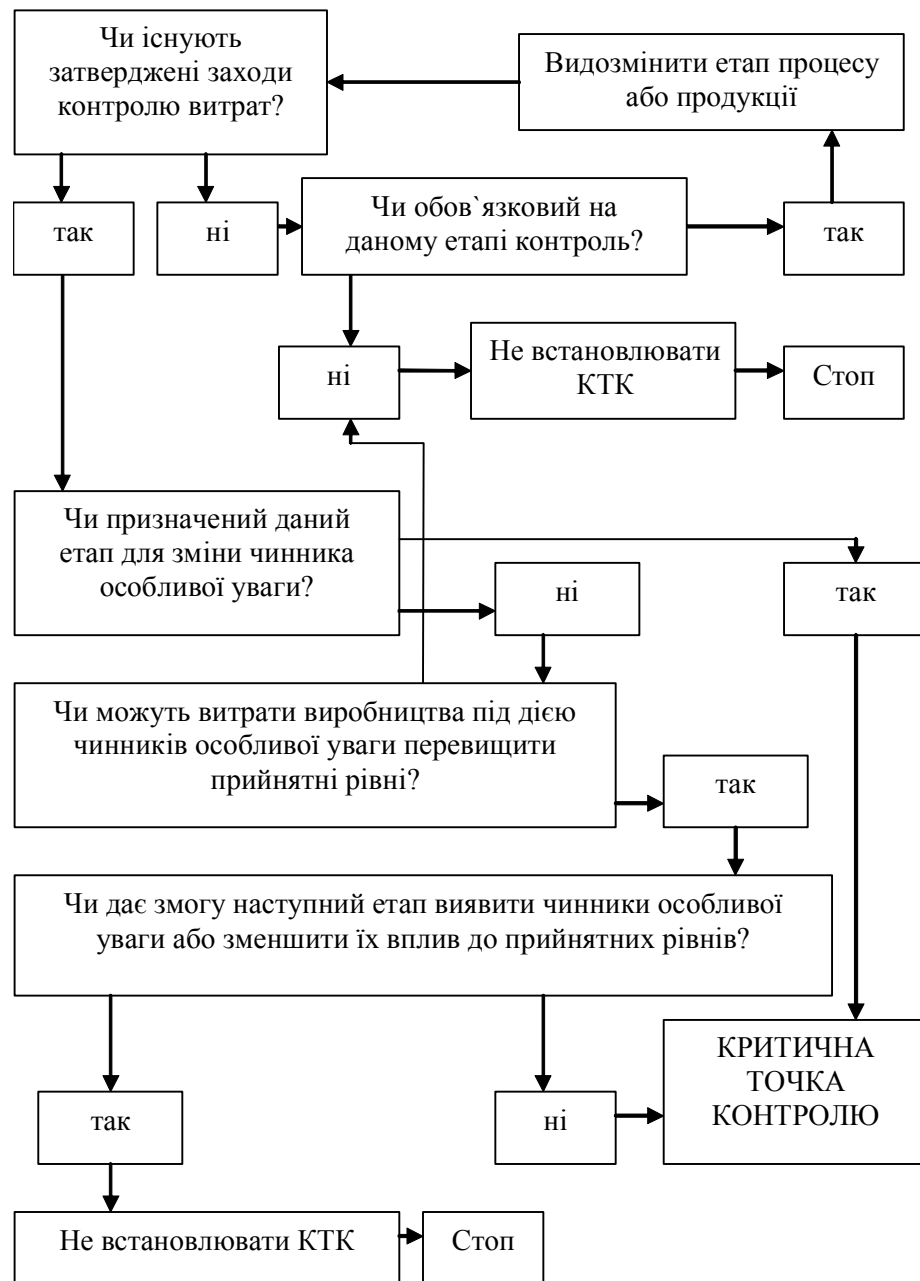 Чи існують
затверджені заходи
контролю витрат?
Видозмінити етап процесу
або продукції
так
ні
Чи обов`язковий на
даному етапі контроль?
так
ні
Не встановлювати
КТК
Стоп
Чи призначений даний
етап для зміни чинника
особливої уваги?
ні
так
Чи можуть витрати виробництва під дією
чинників особливої уваги перевищити
прийнятні рівні?
так
Чи дає змогу наступний етап виявити чинники особливої
уваги або зменшити їх вплив до прийнятних рівнів?
так
ні
КРИТИЧНА
ТОЧКА
КОНТРОЛЮ
Не встановлювати КТК
Стоп